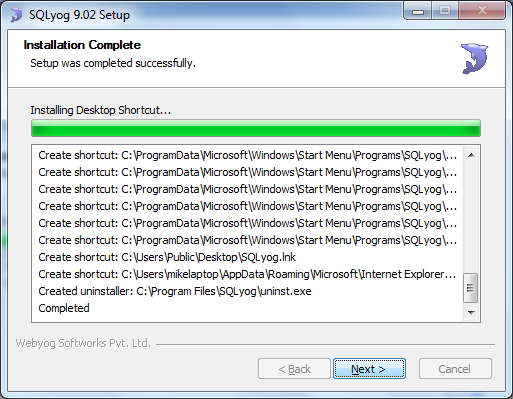 SQLyog 9.02 Setup
Installation Complete
Setup was completed successfully.
Installing Desktop Shortcut...
Create shortcut: C:\ProgramData\Microsoft\Windows\Start Menu\Programs\SQLyog\...
Create shortcut: C:\ProgramData\Microsoft\Windows\Start Menu\Programs\SQLyog\...
Create shortcut: C:\ProgramData\Microsoft\Windows\Start Menu\Programs\SQLyog\...
Create shortcut: C:\ProgramData\Microsoft\Windows\Start Menu\Programs\SQLyog\...
Create shortcut: C:\ProgramData\Microsoft\Windows\Start Menu\Programs\SQLyog\...
Create shortcut: C:\ProgramData\Microsoft\Windows\Start Menu\Programs\SQLyog\...
Create shortcut: C:\Users\Public\Desktop\SQLyog.lnk
Create shortcut: C:\Users\mikelaptop\AppData\Roaming\Microsoft\Internet Explorer...
Created uninstaller: C:\Program Files\SQLyog\uninst.exe
Completed
Webyog Softworks Pvt. Ltd.
< Back Next > Cancel